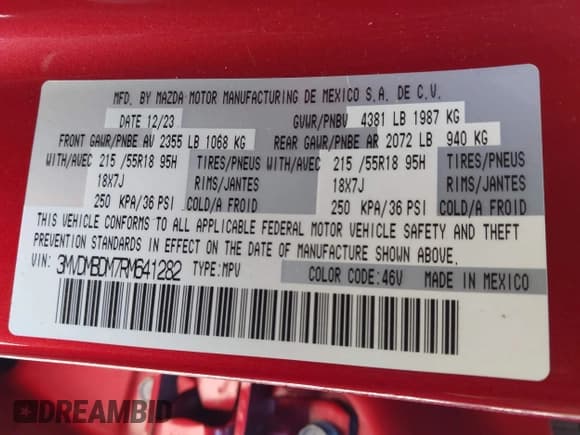 MFD. BY MAZDA MOTOR MANUFACTURING DE MEXICO S.A. DE C.V.
DATE 12/23 GVWR/PNBV 4381 LB 1987 KG
FRONT GAWR/PNBE AV 2355 LB 1068 KG REAR GAWR/PNBE AR 2072 LB 940 KG
WITH/AVEC 215 /55R18 95H TIRES/PNEUS WITH/AVEC 215 /55R18 95H TIRES/PNEUS
18X7J RIMS/JANTES 18X7J RIMS/JANTES
250 KPA/36 PSI COLD/A FROID 250 KPA/36 PSI COLD/A FROID
THIS VEHICLE CONFORMS TO ALL APPLICABLE FEDERAL MOTOR VEHICLE SAFETY AND THEFT
PREVENTION STANDARDS IN EFFECT ON THE DATE OF MANUFACTURE SHOWN ABOVE.
VIN: 3MVDMBDM7RM641282 TYPE:MPV COLOR CODE:46V MADE IN MEXICO
DREAMBID